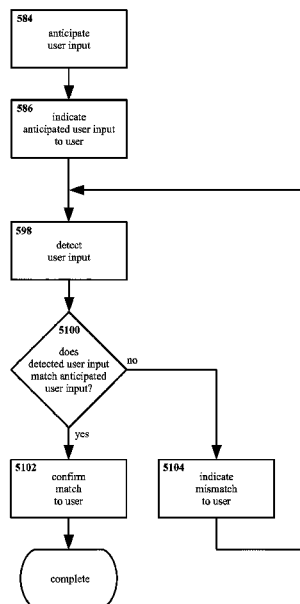 584
anticipate
user input
586
indicate
anticipated user input
to user
598
detect
user input
5100
does
detected user input
match anticipated
user input?
no
yes
5102
confirm
match
to user
5104
indicate
mismatch
to user
complete